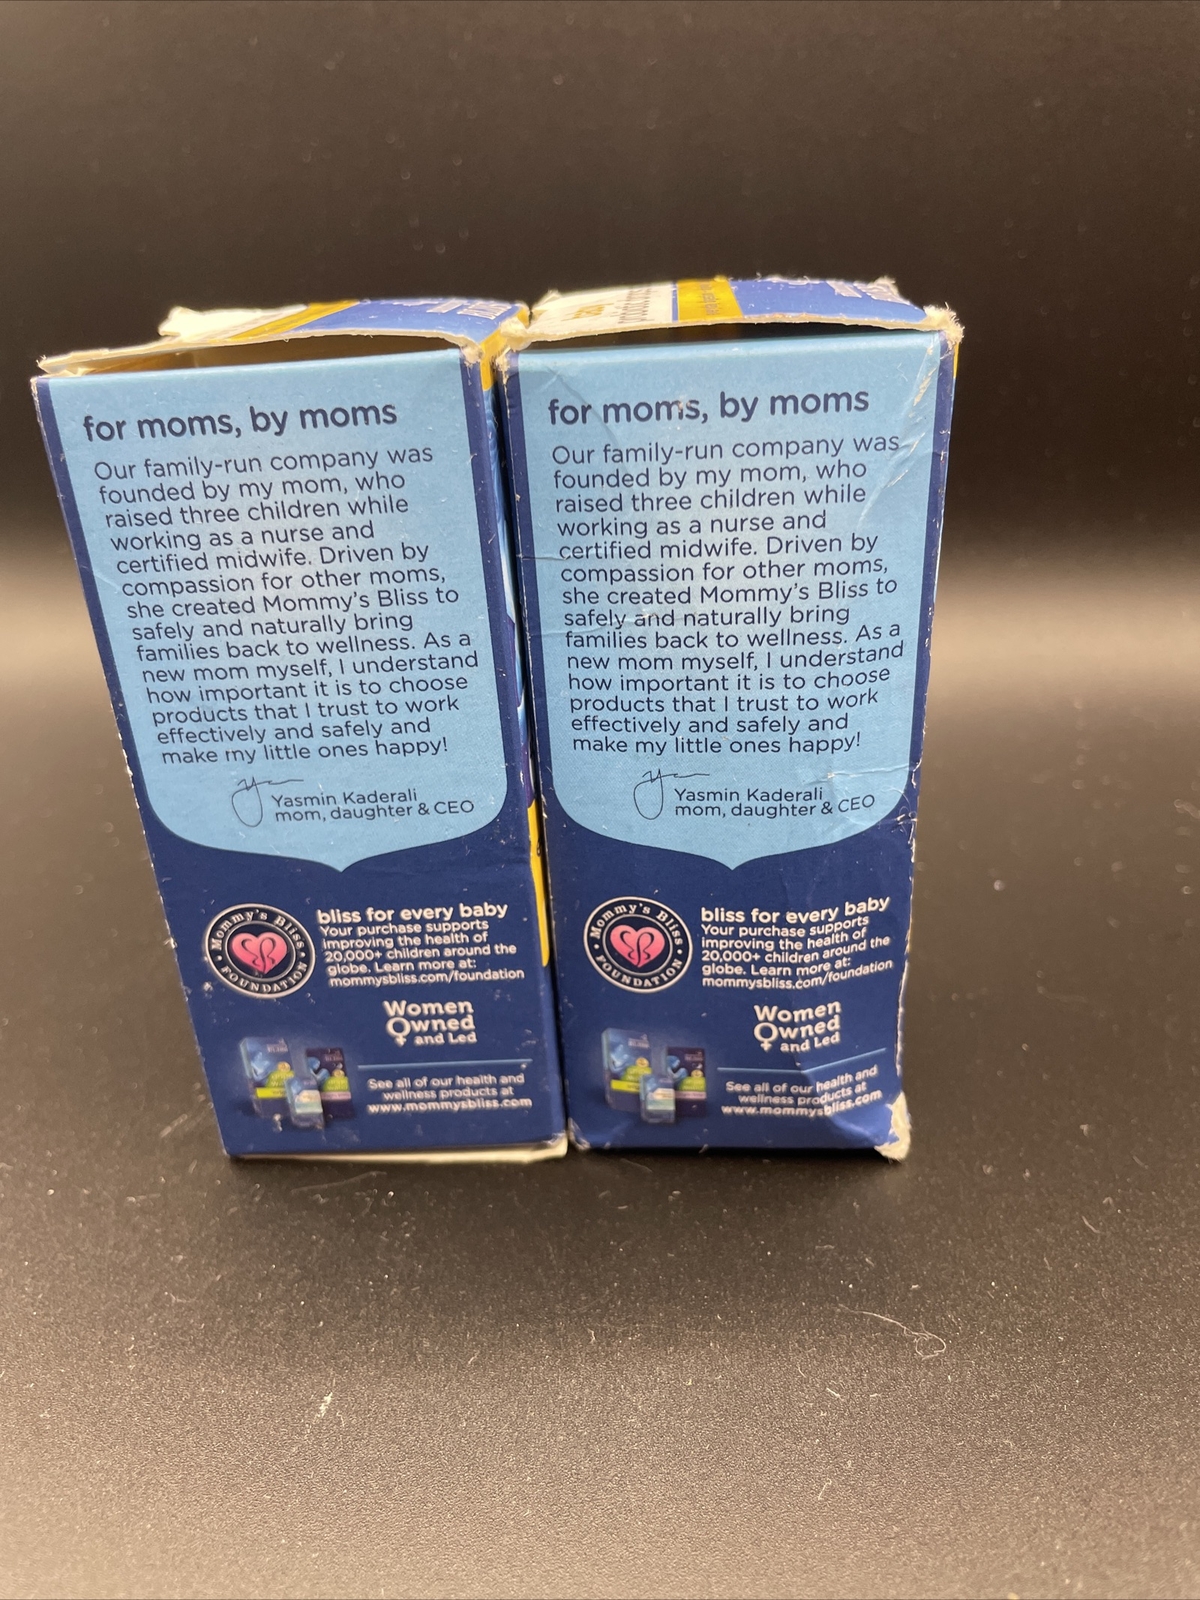 for moms, by moms
Our family-run company was
founded by my mom, who
raised three children while
working as a nurse and
certified midwife. Driven by
compassion for other moms,
she created Mommy's Bliss to
safely and naturally bring
families back to wellness. As a
new mom myself, I understand
how important it is to choose
products that I trust to work
effectively and safely and
make my little ones happy!
Yasmin Kaderali
mom, daughter & CEO
Mommy's Bliss
FOUNDATION
bliss for every baby
Your purchase supports
improving the health of
20,000+ children around the
globe. Learn more at:
mommysbliss.com/foundation
Women
Owned
and Led
See all of our health and
wellness products at
www.mommysbliss.com
for moms, by moms
Our family-run company was
founded by my mom, who
raised three children while
working as a nurse and
certified midwife. Driven by
compassion for other moms,
she created Mommy's Bliss to
safely and naturally bring
families back to wellness. As a
new mom myself, I understand
how important it is to choose
products that I trust to work
effectively and safely and
make my little ones happy!
Yasmin Kaderali
mom, daughter & CEO
Mommy's Bliss
FOUNDATION
bliss for every baby
Your purchase supports
improving the health of
20,000+ children around the
globe. Learn more at:
mommysbliss.com/foundation
Women
Owned
and Led
See all of our health and
wellness products at
www.mommysbliss.com